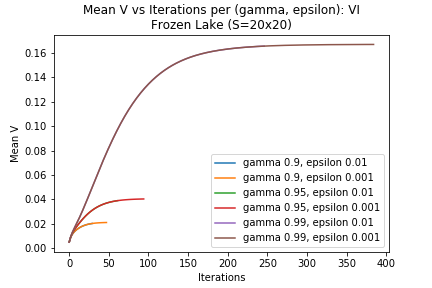 Mean V vs Iterations per (gamma, epsilon): VI
Frozen Lake (S=20x20)
Mean V
0.16
0.14
0.12
0.10
0.08
0.06
0.04
0.02
0.00
gamma 0.9, epsilon 0.01
gamma 0.9, epsilon 0.001
gamma 0.95, epsilon 0.01
gamma 0.95, epsilon 0.001
gamma 0.99, epsilon 0.01
gamma 0.99, epsilon 0.001
0 50 100 150 200 250 300 350 400
Iterations